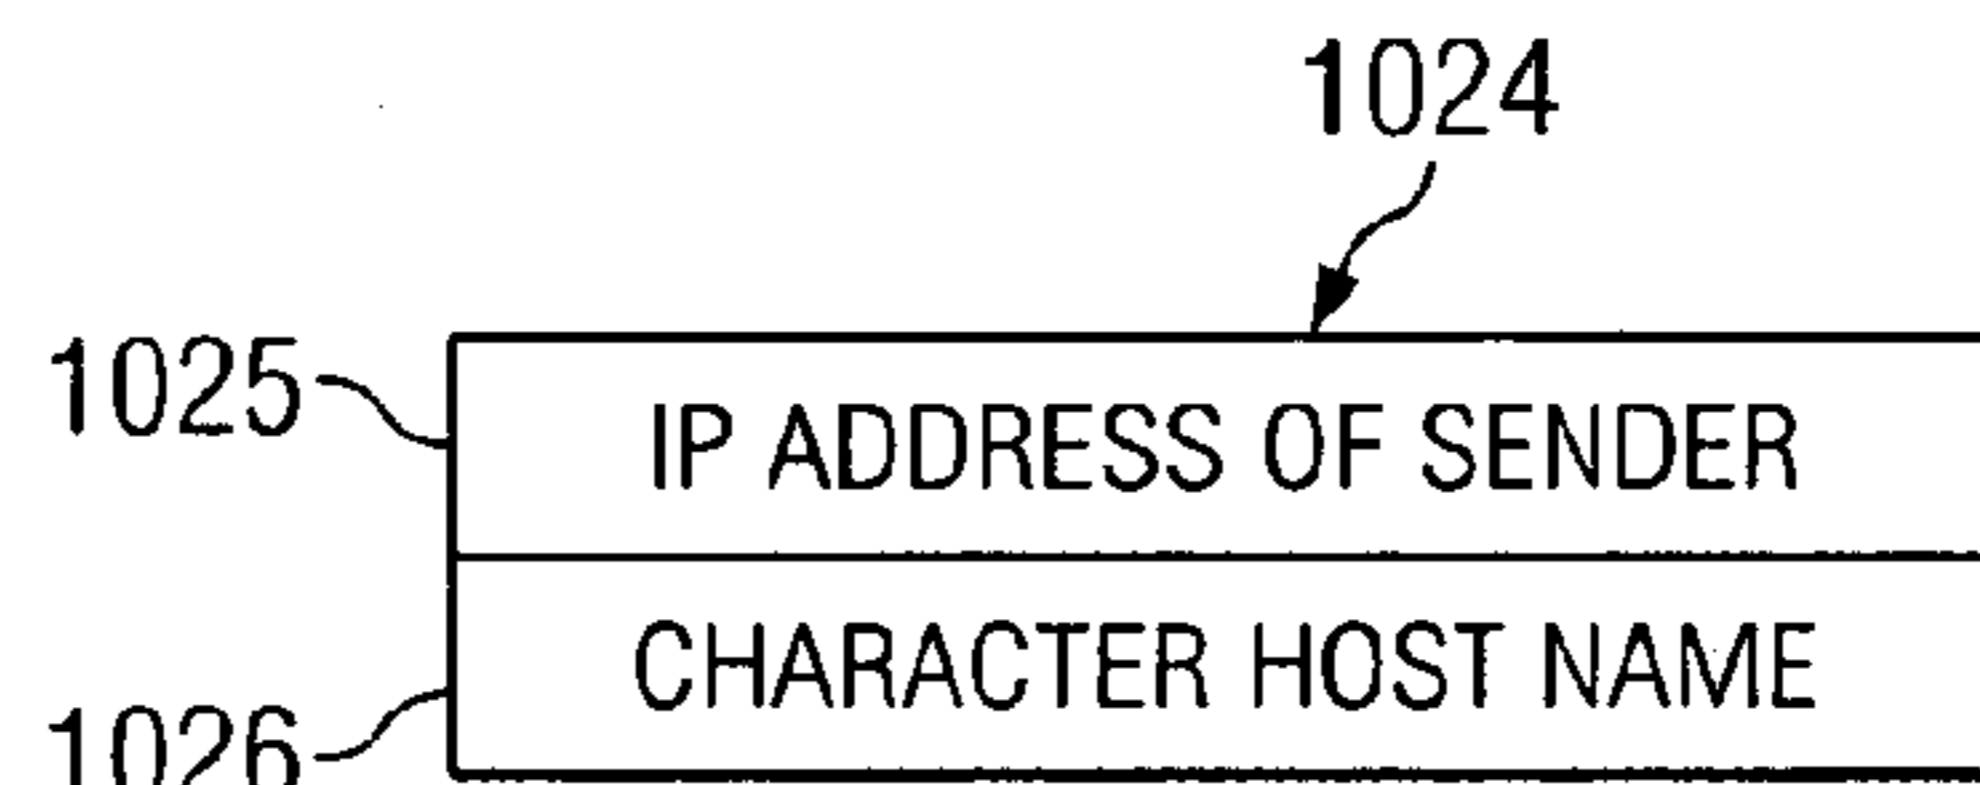 1024
1025
IP ADDRESS OF SENDER
CHARACTER HOST NAME
1026